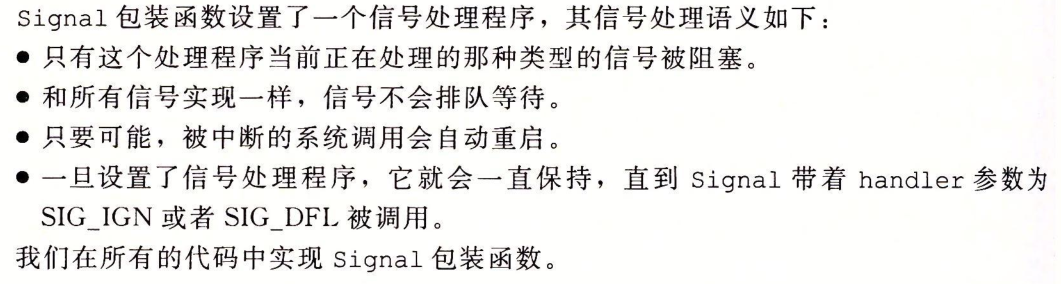 Signal 包装函数设置了一个信号处理程序，其信号处理语义如下：
● 只有这个处理程序当前正在处理的那种类型的信号被阻塞。
● 和所有信号实现一样，信号不会排队等待。
● 只要可能，被中断的系统调用会自动重启。
● 一旦设置了信号处理程序，它就会一直保持，直到 Signal 带着 handler 参数为
SIG_IGN 或者 SIG_DFL 被调用。
我们在所有的代码中实现 Signal 包装函数。